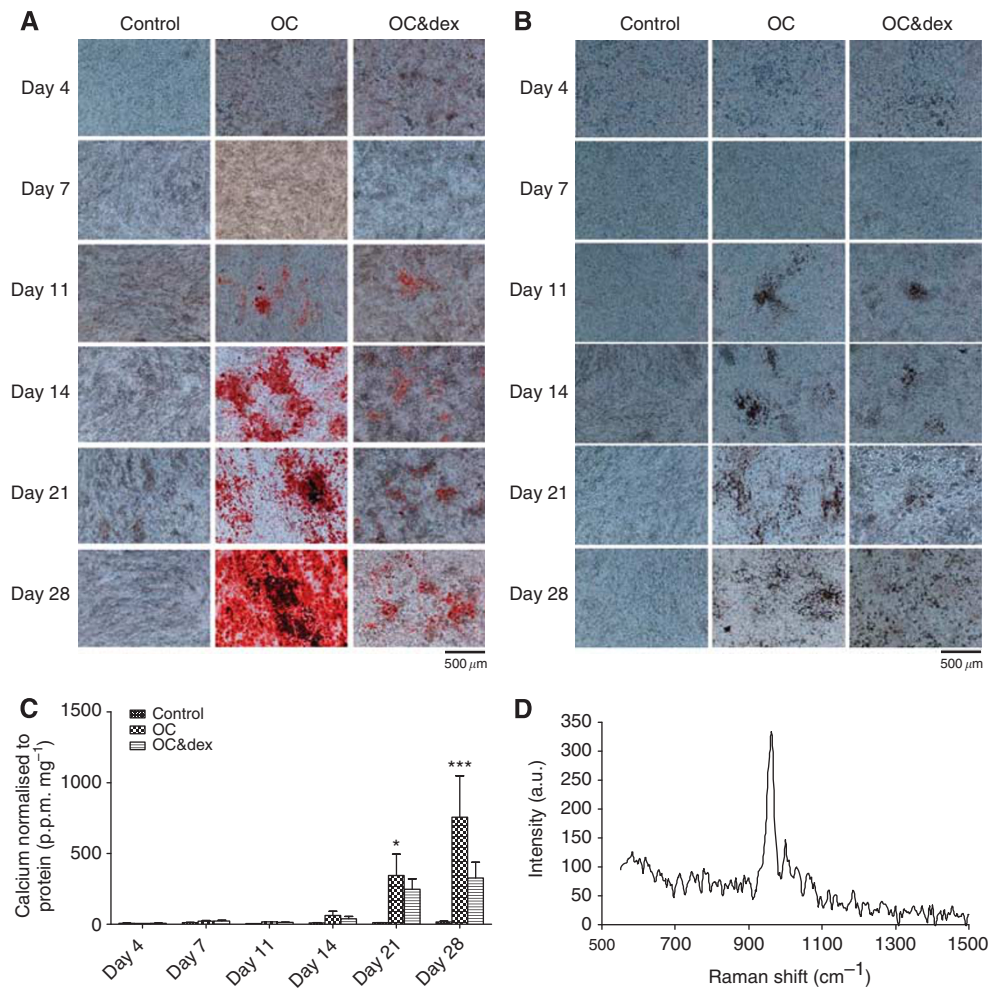 A
Control OC OC&dex
Day 4
Day 7
Day 11
Day 14
Day 21
Day 28
500 μm
B
Control OC OC&dex
Day 4
Day 7
Day 11
Day 14
Day 21
Day 28
500 μm
C
Calcium normalised to
protein (p.p.m. mg⁻¹)
1500
1000
500
0
Control
OC
OC&dex
*
***
Day 4 Day 7 Day 11 Day 14 Day 21 Day 28
D
Intensity (a.u.)
350
300
250
200
150
100
50
0
500 700 900 1100 1300 1500
Raman shift (cm⁻¹)